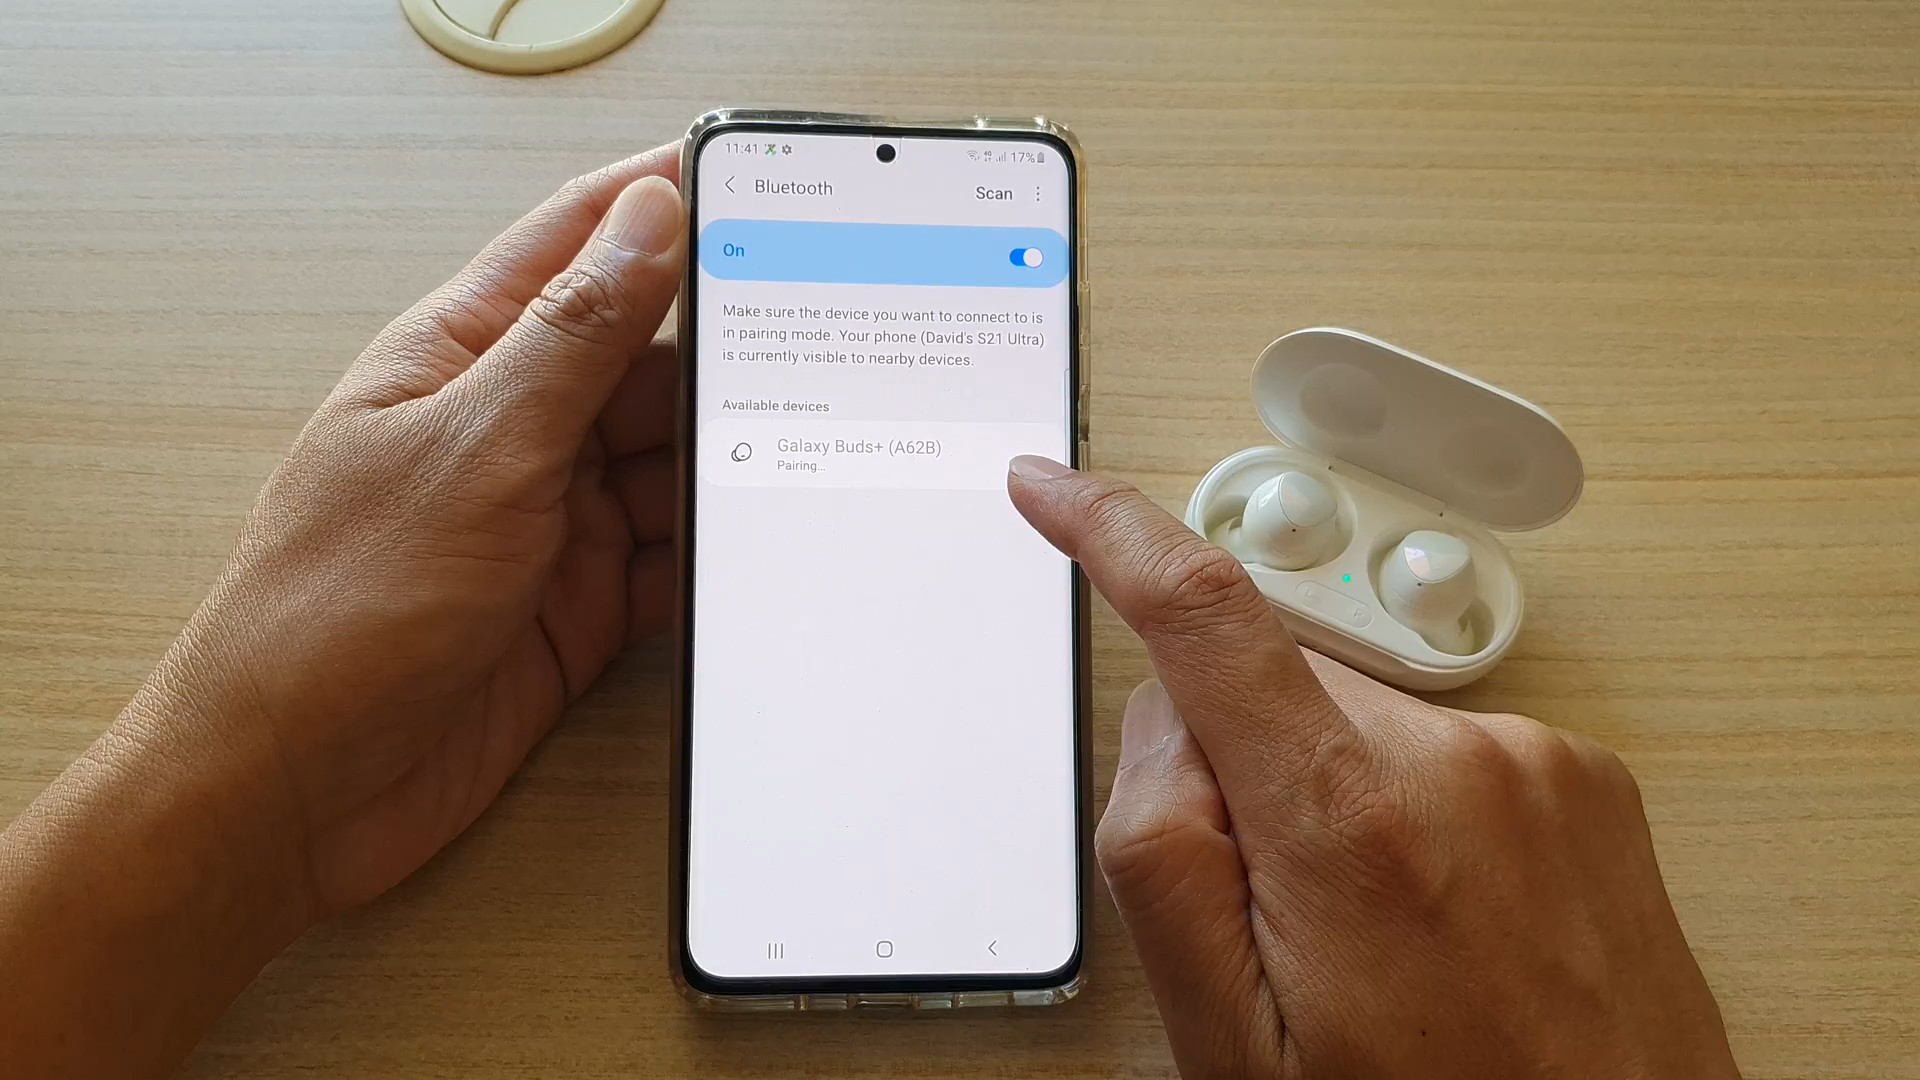 11:41
4G
17%
Bluetooth
Scan
On
Make sure the device you want to connect to is
in pairing mode. Your phone (David's S21 Ultra)
is currently visible to nearby devices.
Available devices
Galaxy Buds+ (A62B)
Pairing...
L
R